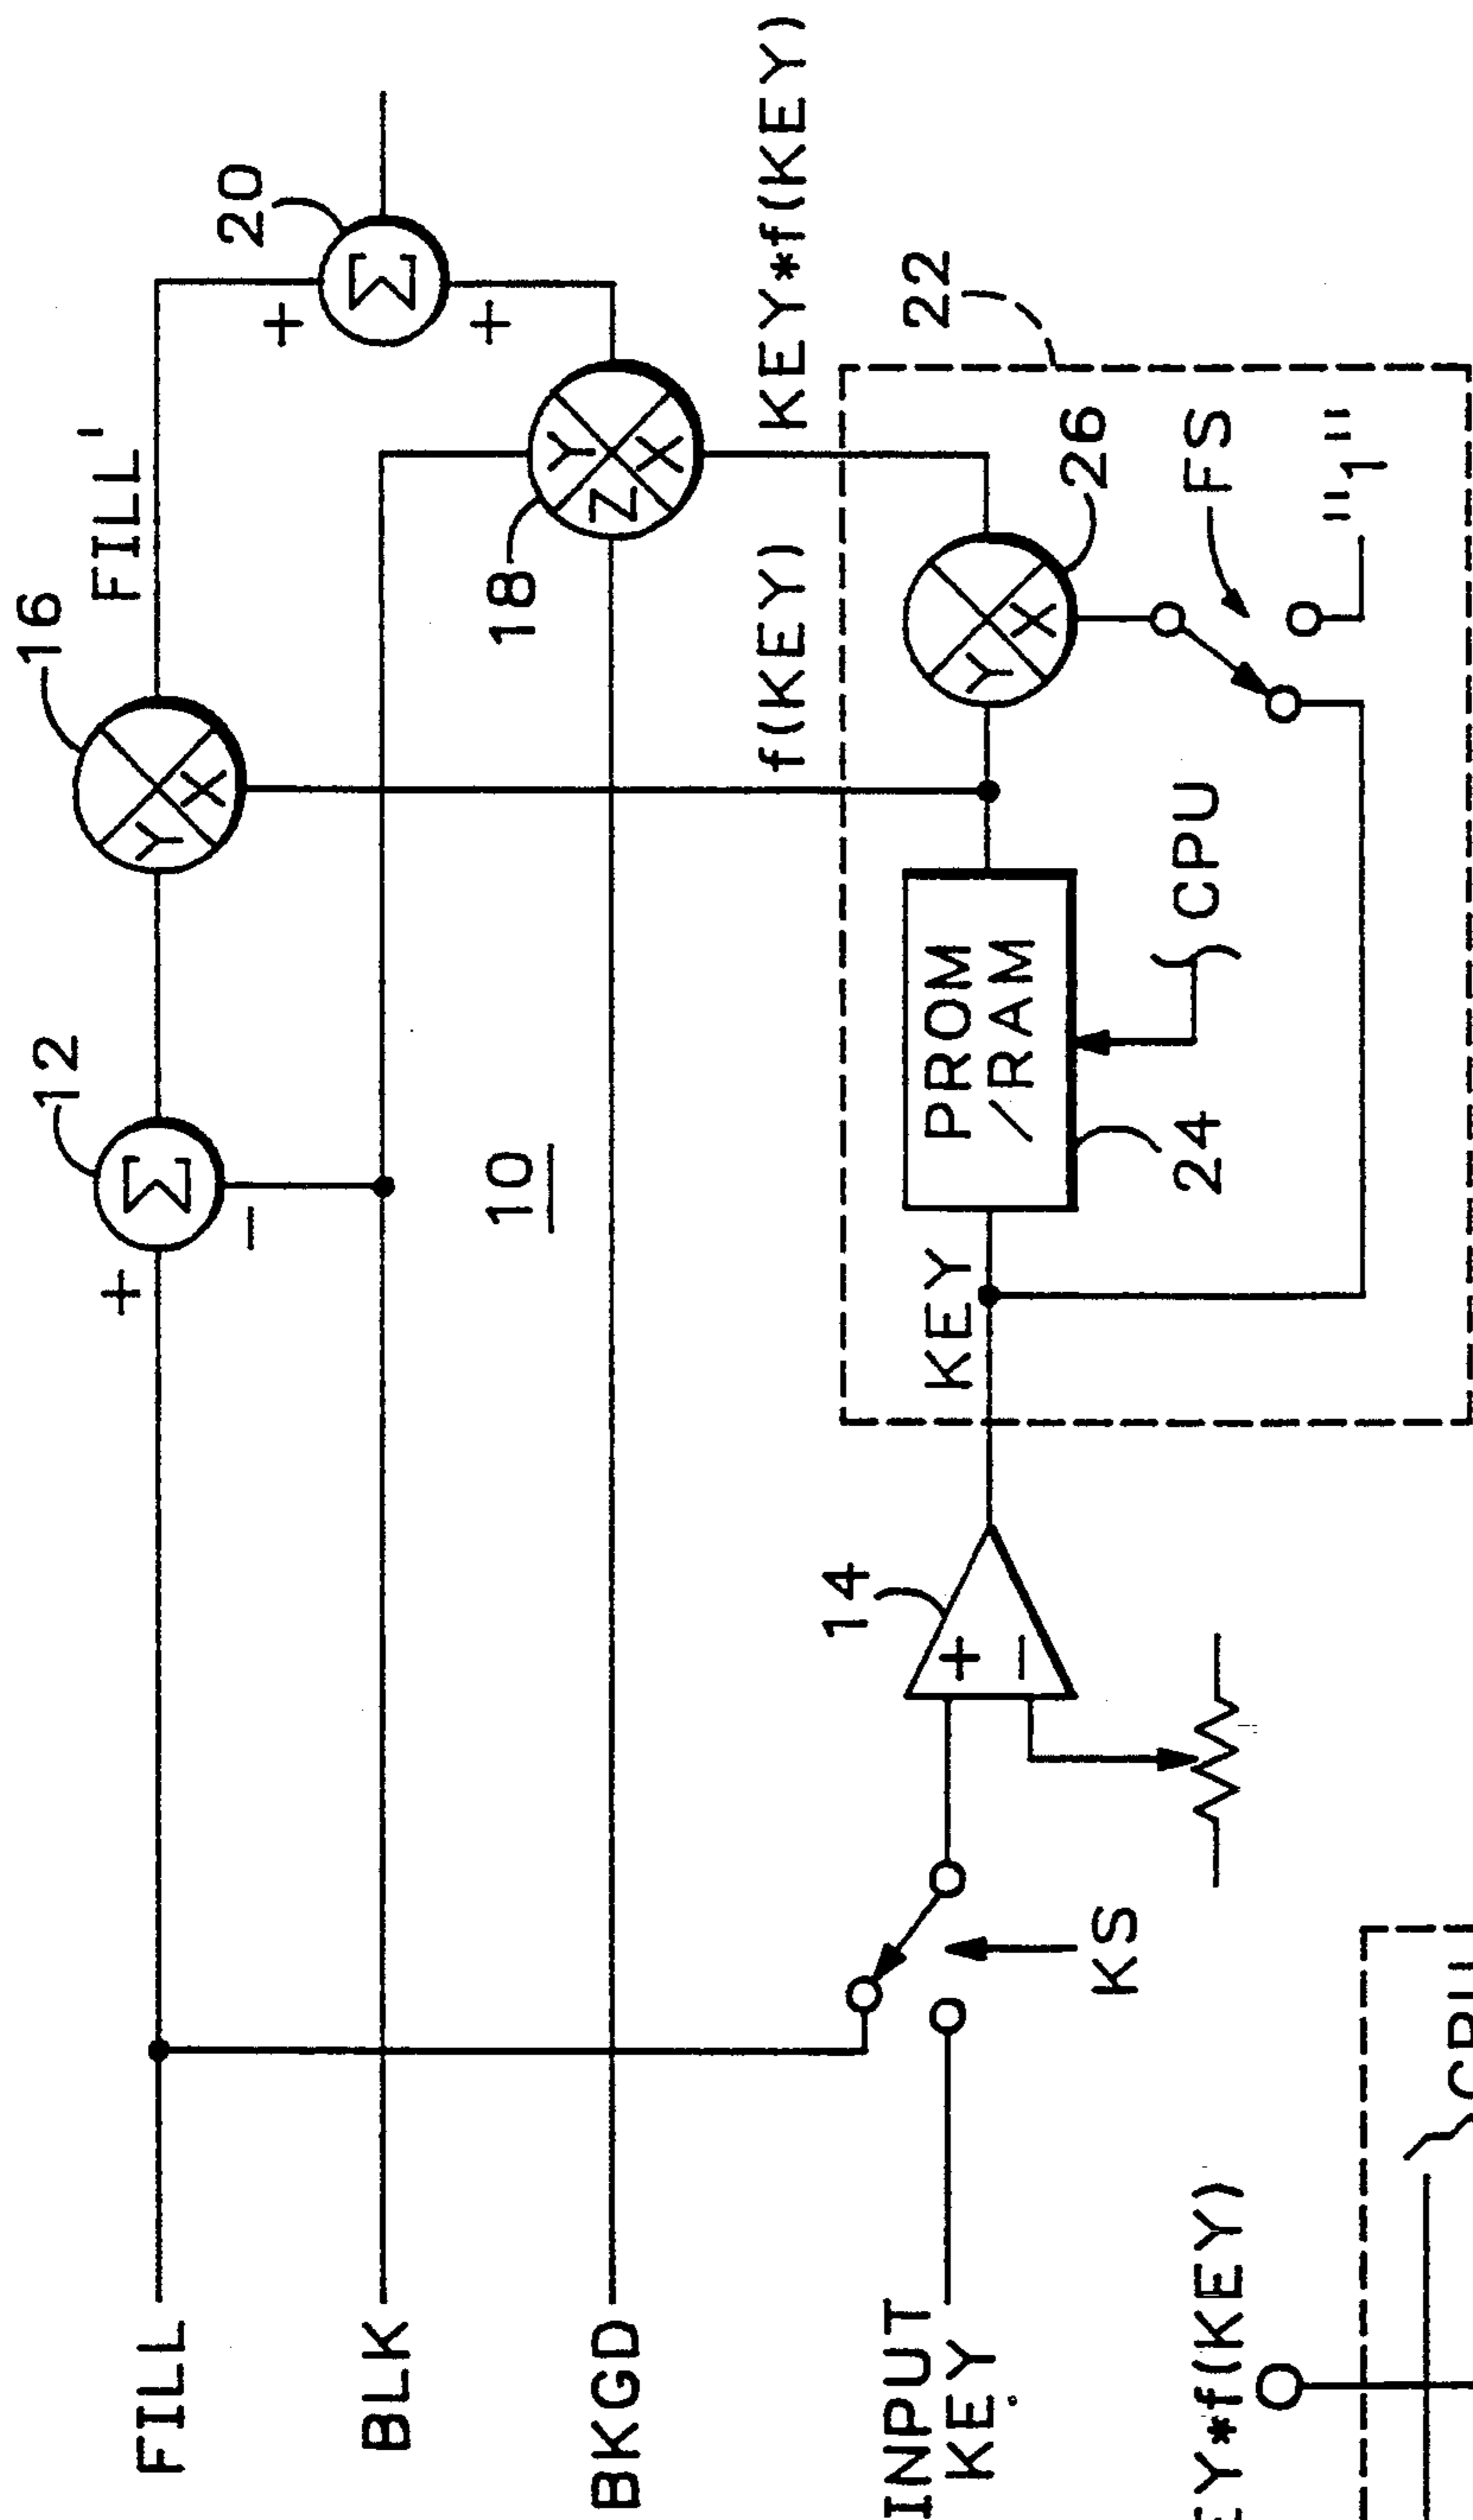 16
FILL'
12
+
Σ
−
Y
X
20
+
Σ
+
FILL
BLK
10
18
Y
Z
X
BKGD
f(KEY)
KEY*f(KEY)
22
INPUT
KEY
KS
14
+
−
KEY
PROM
/RAM
24
CPU
Y
X
26
FS
"1"
Y*f(KEY)